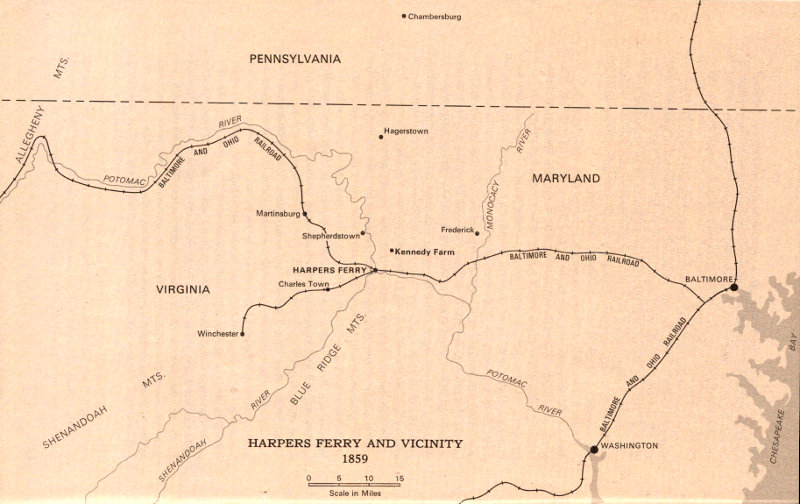 Chambersburg
PENNSYLVANIA
MTS.
ALLEGHENY
RIVER
Hagerstown
RIVER
BALTIMORE AND OHIO RAILROAD
POTOMAC
MARYLAND
MONOCACY
Martinsburg
Shepherdstown
Frederick
Kennedy Farm
BALTIMORE AND OHIO RAILROAD
HARPERS FERRY
BALTIMORE
Charles Town
VIRGINIA
Winchester
MTS.
BLUE RIDGE
BAY
BALTIMORE AND OHIO RAILROAD
MTS.
SHENANDOAH
POTOMAC
RIVER
RIVER
SHENANDOAH
CHESAPEAKE
WASHINGTON
HARPERS FERRY AND VICINITY
1859
0 5 10 15
Scale in Miles